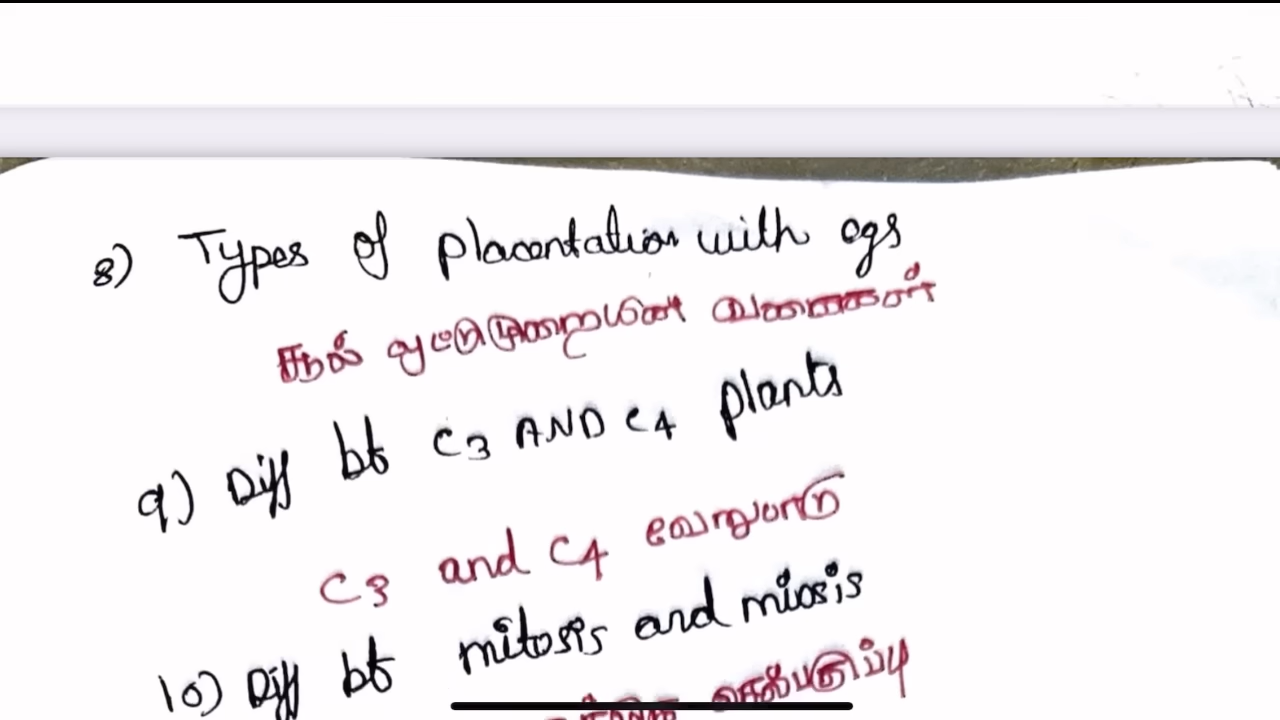 8) Types of placentation with egs
சூல் ஒட்டுமுறையின் வகைகள்
9) Diff bt C3 AND C4 plants
C3 and C4 வேறுபாடு
10) Diff bt mitosis and miosis